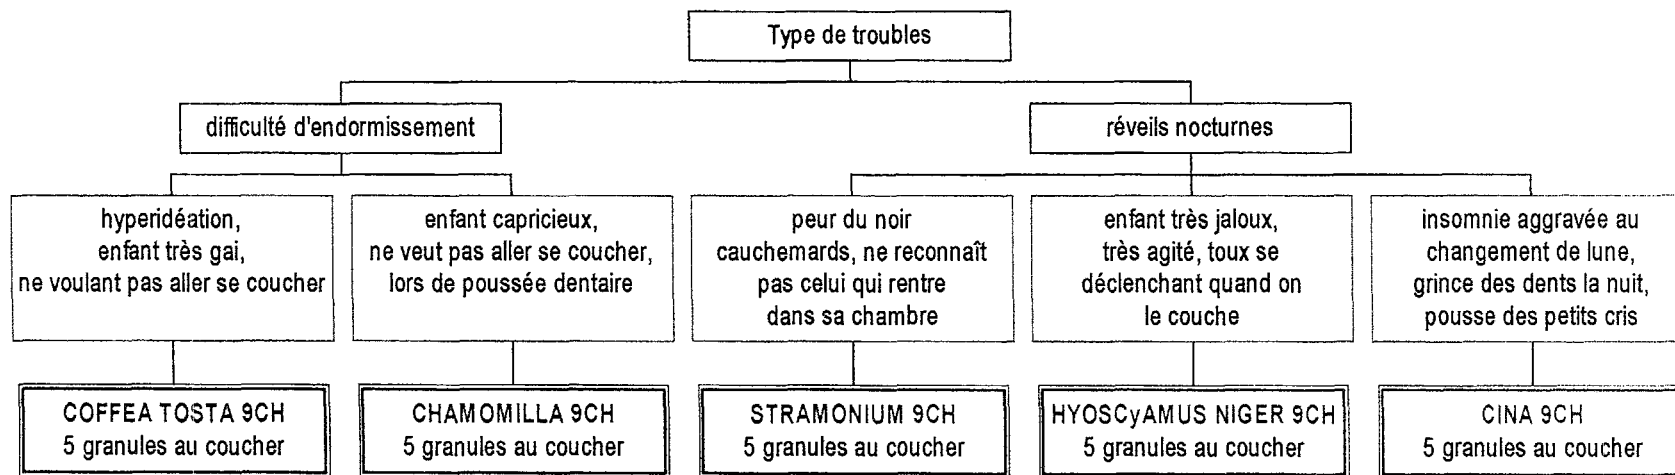 Type de troubles
difficulté d'endormissement
réveils nocturnes
hyperidéation,
enfant très gai,
ne voulant pas aller se coucher
enfant capricieux,
ne veut pas aller se coucher,
lors de poussée dentaire
peur du noir
cauchemards, ne reconnaît
pas celui qui rentre
dans sa chambre
enfant très jaloux,
très agité, toux se
déclenchant quand on
le couche
insomnie aggravée au
changement de lune,
grince des dents la nuit,
pousse des petits cris
COFFEA TOSTA 9CH
5 granules au coucher
CHAMOMILLA 9CH
5 granules au coucher
STRAMONIUM 9CH
5 granules au coucher
HYOSCyAMUS NIGER 9CH
5 granules au coucher
CINA 9CH
5 granules au coucher